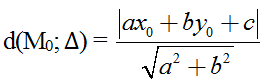 d(M₀; Δ) = |ax₀ + by₀ + c| / √(a² + b²)